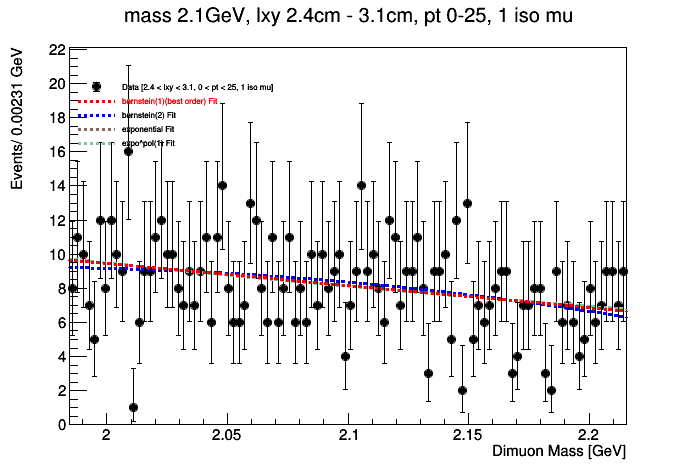 mass 2.1GeV, lxy 2.4cm - 3.1cm, pt 0-25, 1 iso mu
Events/ 0.00231 GeV
22
20
18
16
14
12
10
8
6
4
2
0
Data [2.4 < lxy < 3.1, 0 < pt < 25, 1 iso mu]
bernstein(1)(best order) Fit
bernstein(2) Fit
exponential Fit
expo*pol(1) Fit
2 2.05 2.1 2.15 2.2
Dimuon Mass [GeV]